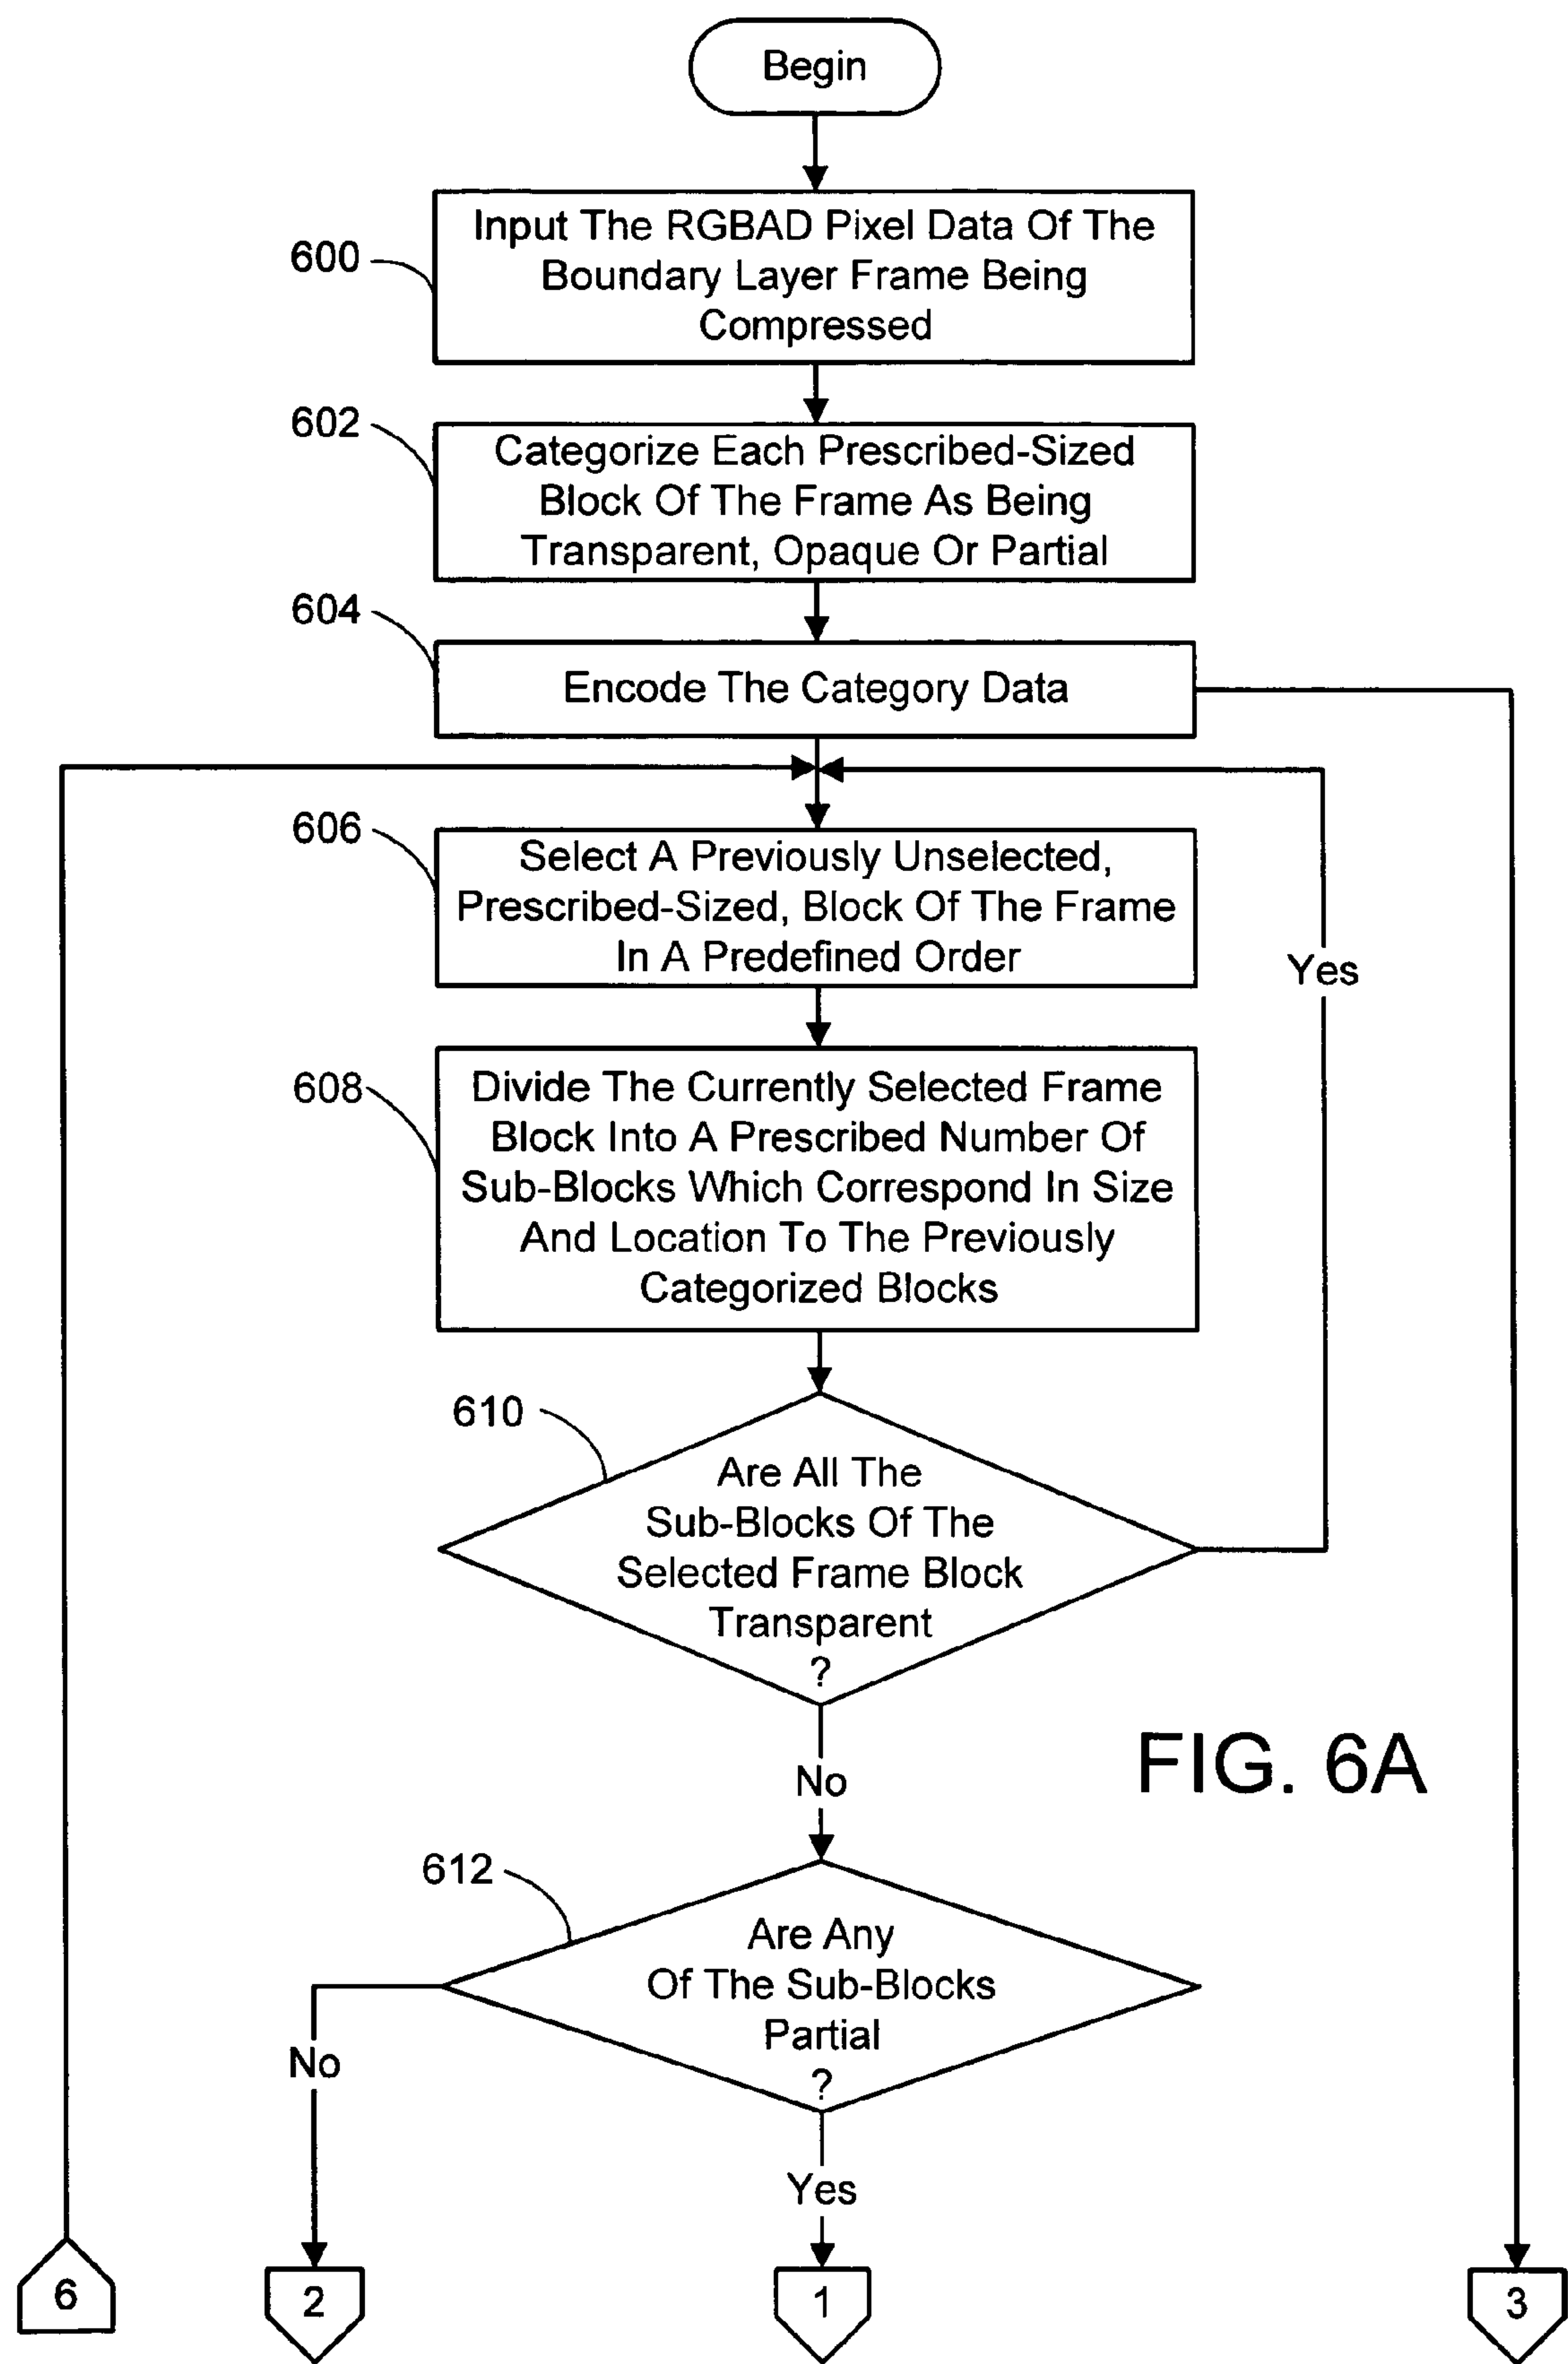 Begin
600
Input The RGBAD Pixel Data Of The
Boundary Layer Frame Being
Compressed
602
Categorize Each Prescribed-Sized
Block Of The Frame As Being
Transparent, Opaque Or Partial
604
Encode The Category Data
606
Select A Previously Unselected,
Prescribed-Sized, Block Of The Frame
In A Predefined Order
Yes
608
Divide The Currently Selected Frame
Block Into A Prescribed Number Of
Sub-Blocks Which Correspond In Size
And Location To The Previously
Categorized Blocks
610
Are All The
Sub-Blocks Of The
Selected Frame Block
Transparent
?
FIG. 6A
No
612
Are Any
Of The Sub-Blocks
Partial
?
No
Yes
6
2
1
3